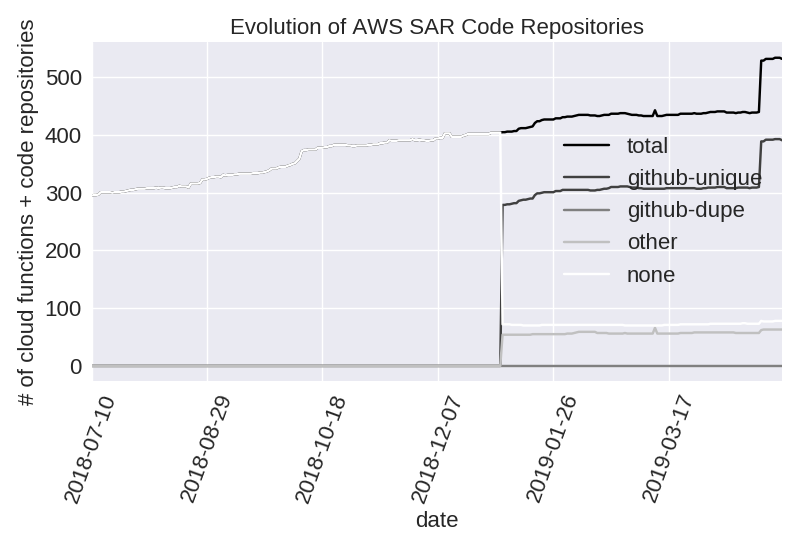 Evolution of AWS SAR Code Repositories
# of cloud functions + code repositories
500
400
300
200
100
0
total
github-unique
github-dupe
other
none
2018-07-10
2018-08-29
2018-10-18
2018-12-07
2019-01-26
2019-03-17
date